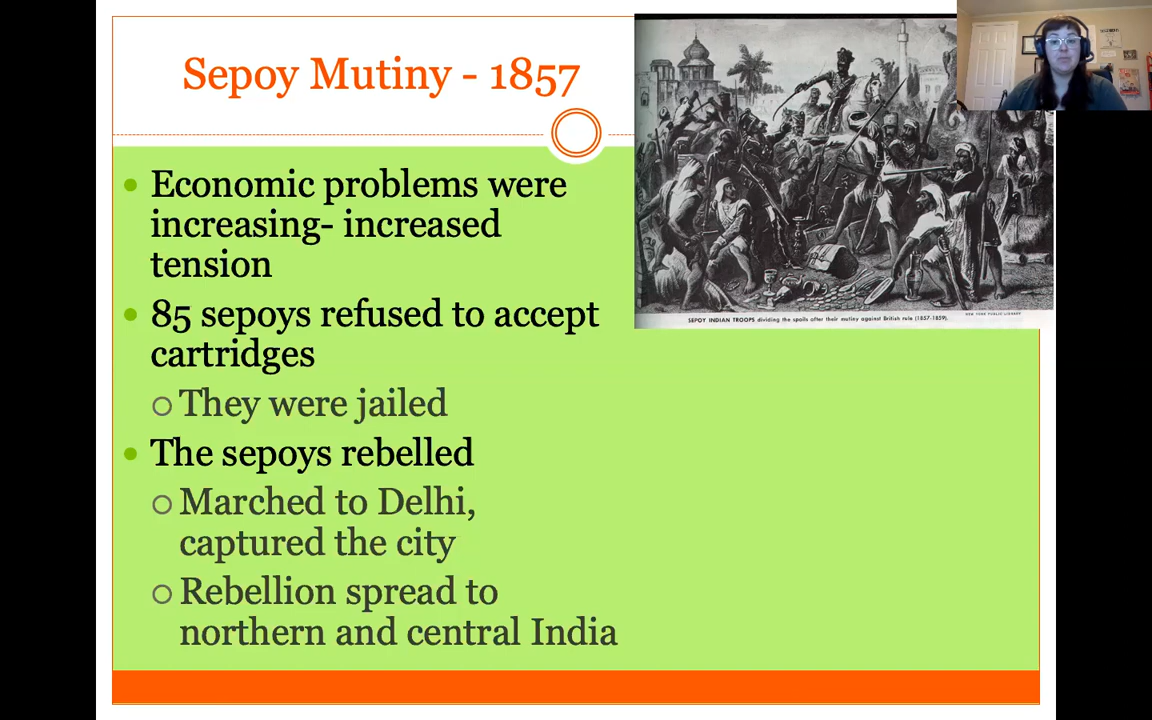 Sepoy Mutiny - 1857
Economic problems were
increasing- increased
tension
85 sepoys refused to accept
cartridges
They were jailed
The sepoys rebelled
Marched to Delhi,
captured the city
Rebellion spread to
northern and central India
SEPOY INDIAN TROOPS dividing the spoils after their mutiny against British rule (1857-1859).
NEW YORK PUBLIC LIBRARY